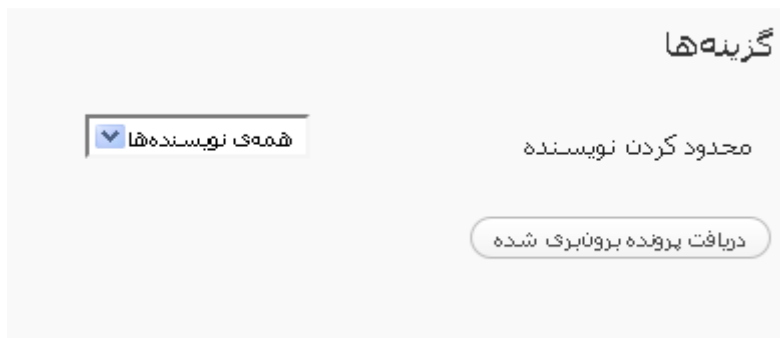 گزینه‌ها
محدود کردن نویسنده
همه‌ی نویسنده‌ها
دریافت پرونده برون‌بری شده